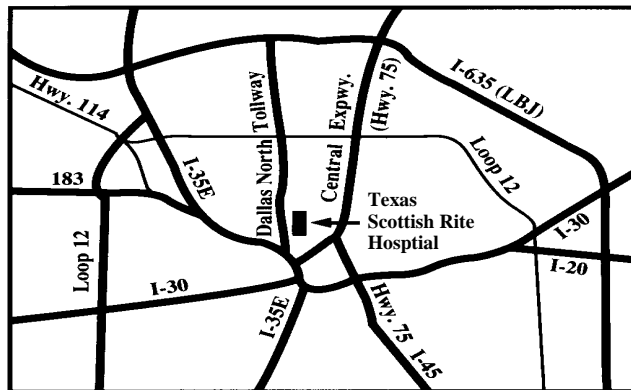 Hwy. 114
183
Loop 12
I-30
I-35E
I-35E
Dallas North Tollway
Central Expwy.
(Hwy. 75)
I-635 (LBJ)
Loop 12
Texas
Scottish Rite
Hosptial
I-30
I-20
Hwy. 75 I-45